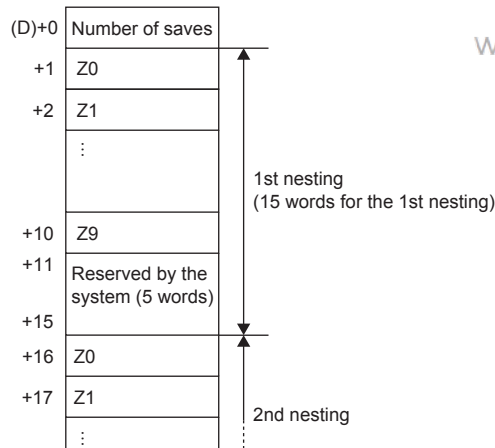 (D)+0 Number of saves
+1 Z0
+2 Z1
⋮
1st nesting
(15 words for the 1st nesting)
+10 Z9
+11 Reserved by the
system (5 words)
+15
+16 Z0
+17 Z1
2nd nesting
⋮
W